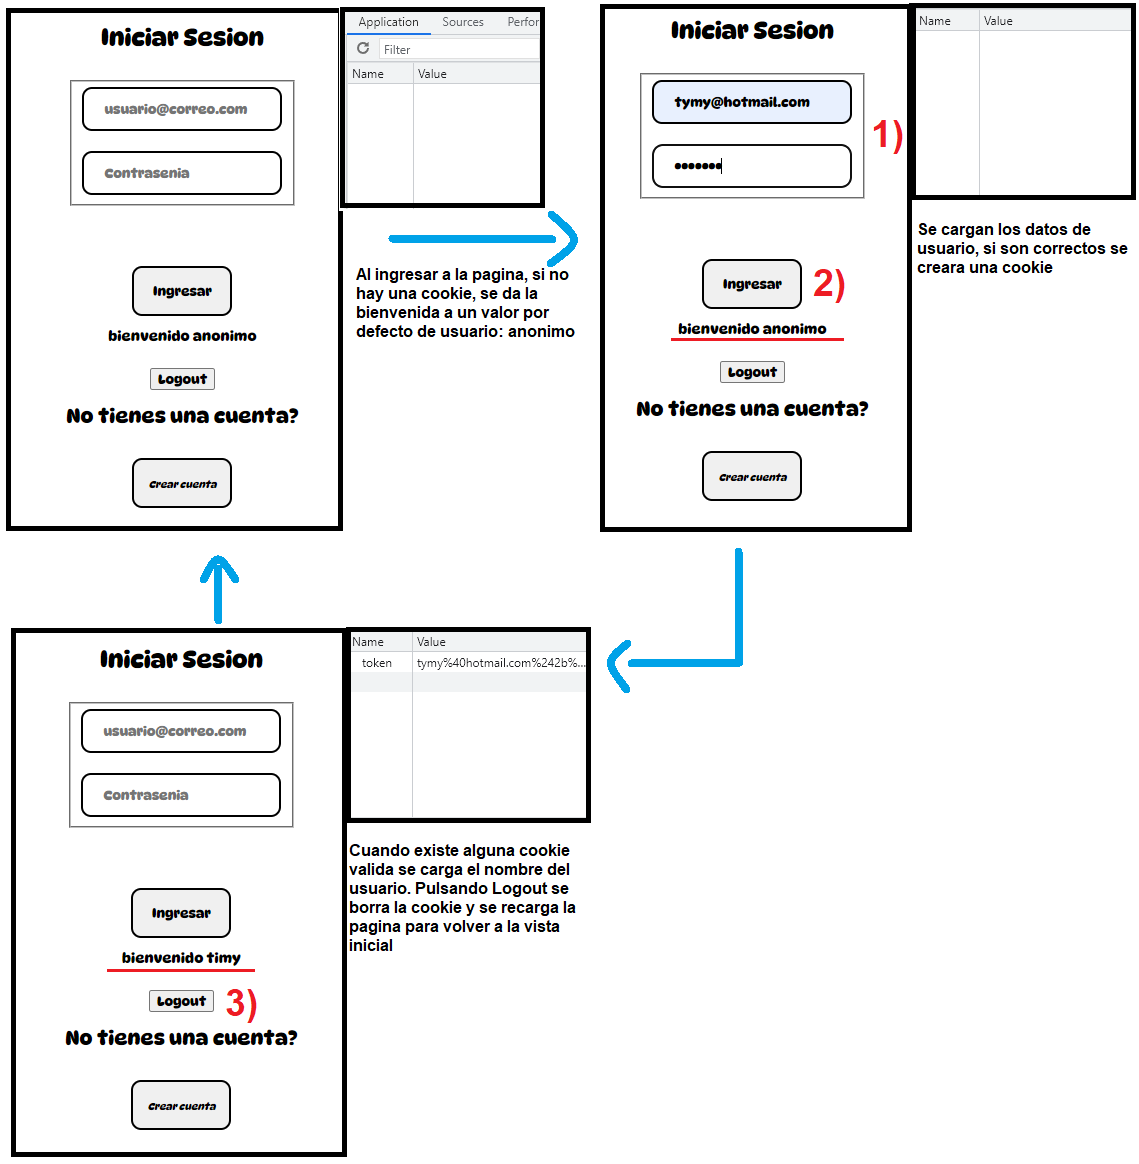 Iniciar Sesion
usuario@correo.com
Contrasenia
Ingresar
bienvenido anonimo
Logout
No tienes una cuenta?
Crear cuenta
Application Sources Perfor
Filter
Name Value
Al ingresar a la pagina, si no
hay una cookie, se da la
bienvenida a un valor por
defecto de usuario: anonimo
Iniciar Sesion
tymy@hotmail.com
•••••••
1)
Ingresar
2)
bienvenido anonimo
Logout
No tienes una cuenta?
Crear cuenta
Name Value
Se cargan los datos de
usuario, si son correctos se
creara una cookie
Iniciar Sesion
usuario@correo.com
Contrasenia
Ingresar
bienvenido timy
Logout
3)
No tienes una cuenta?
Crear cuenta
Name Value
token tymy%40hotmail.com%242b%...
Cuando existe alguna cookie
valida se carga el nombre del
usuario. Pulsando Logout se
borra la cookie y se recarga la
pagina para volver a la vista
inicial